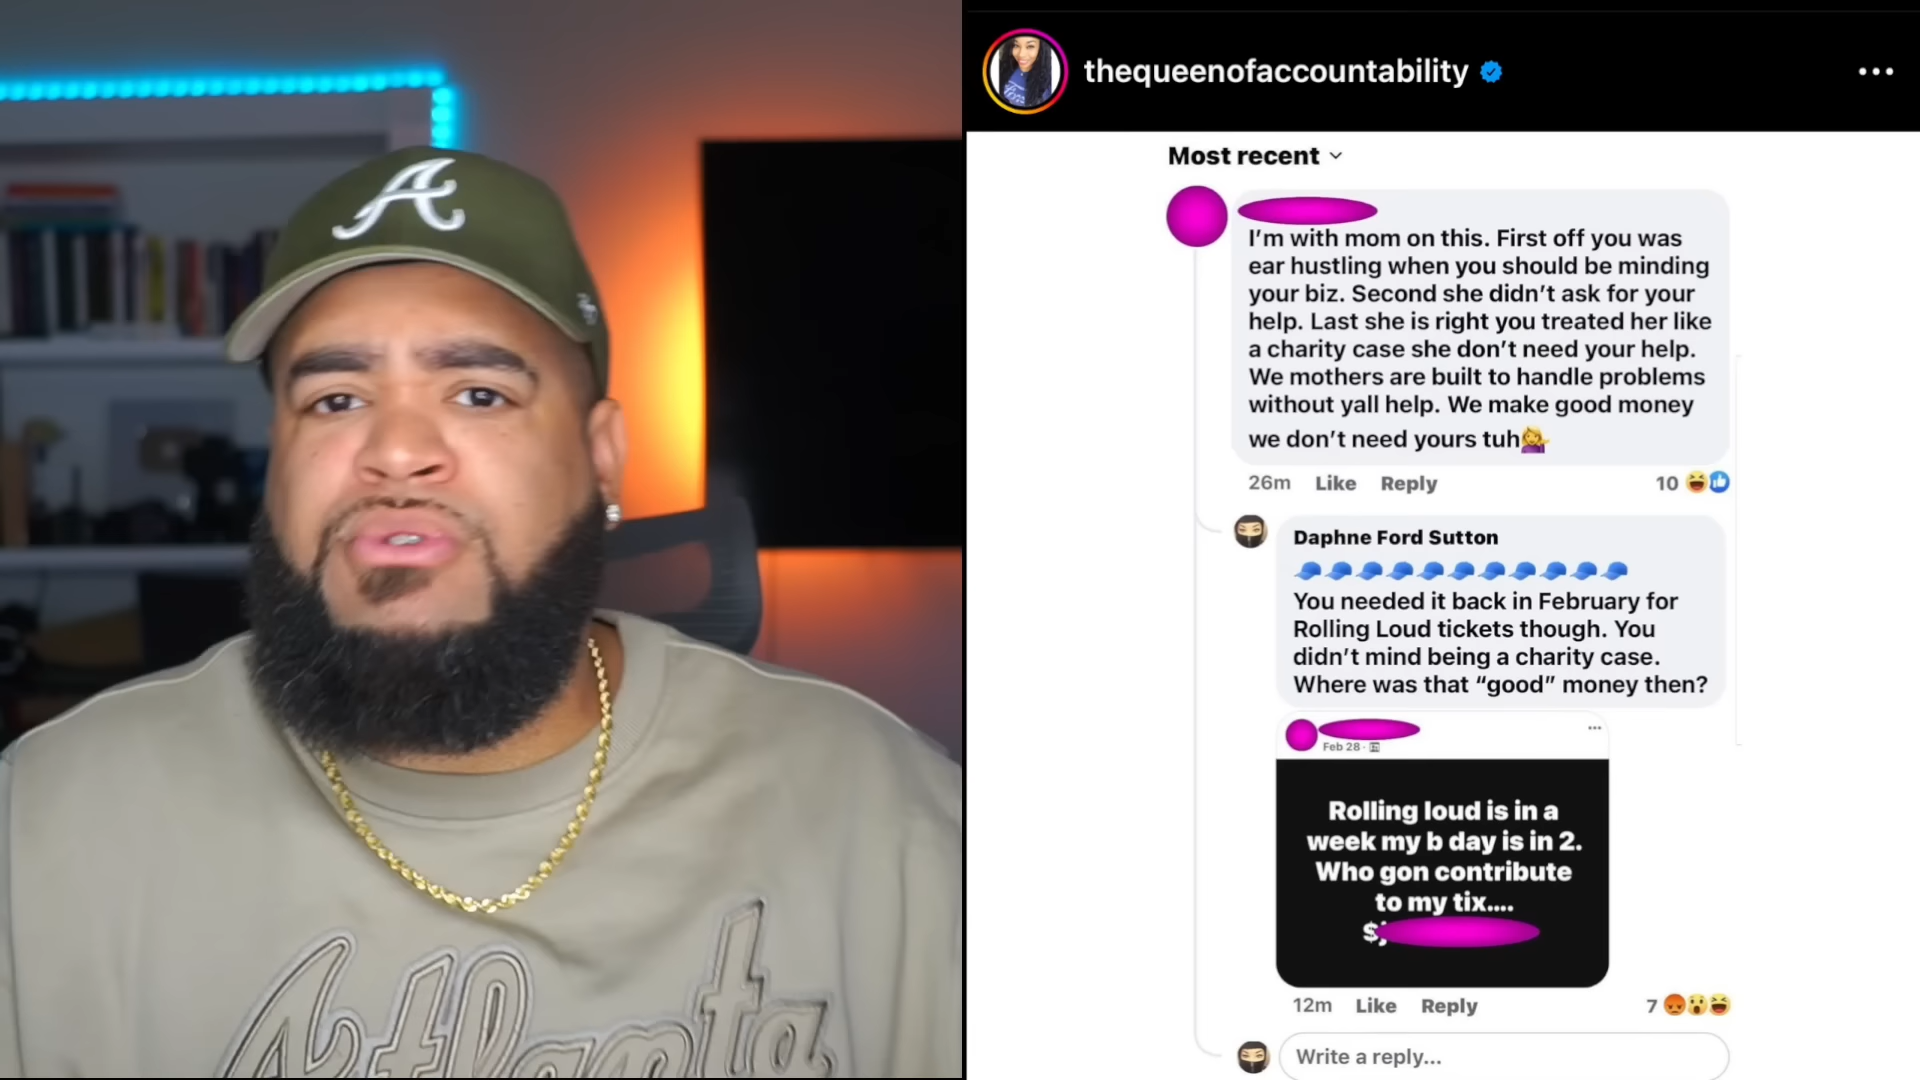 A
Atlanta
thequeenofaccountability
Most recent
I'm with mom on this. First off you was
ear hustling when you should be minding
your biz. Second she didn't ask for your
help. Last she is right you treated her like
a charity case she don't need your help.
We mothers are built to handle problems
without yall help. We make good money
we don't need yours tuh💁‍♀️
26m Like Reply 10
Daphne Ford Sutton
🧢🧢🧢🧢🧢🧢🧢🧢🧢🧢🧢
You needed it back in February for
Rolling Loud tickets though. You
didn't mind being a charity case.
Where was that “good” money then?
Feb 28 ·
Rolling loud is in a
week my b day is in 2.
Who gon contribute
to my tix....
$j
12m Like Reply 7
Write a reply...